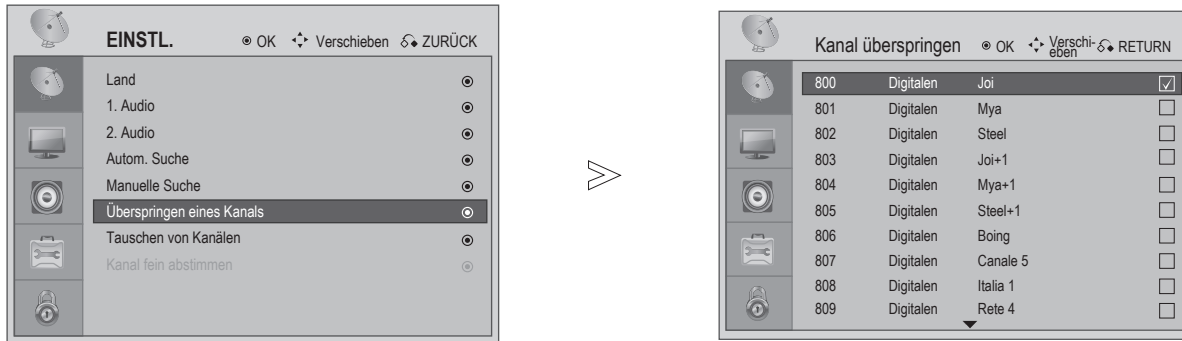 EINSTL. OK Verschieben ZURÜCK
Land
1. Audio
2. Audio
Autom. Suche
Manuelle Suche
Überspringen eines Kanals
Tauschen von Kanälen
Kanal fein abstimmen
Kanal überspringen OK Verschi-eben RETURN
800 Digitalen Joi
801 Digitalen Mya
802 Digitalen Steel
803 Digitalen Joi+1
804 Digitalen Mya+1
805 Digitalen Steel+1
806 Digitalen Boing
807 Digitalen Canale 5
808 Digitalen Italia 1
809 Digitalen Rete 4